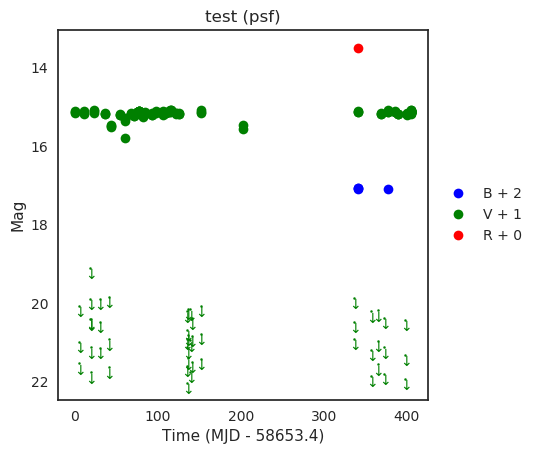 test (psf)
Mag
14
16
18
20
22
0
100
200
300
400
Time (MJD - 58653.4)
B + 2
V + 1
R + 0